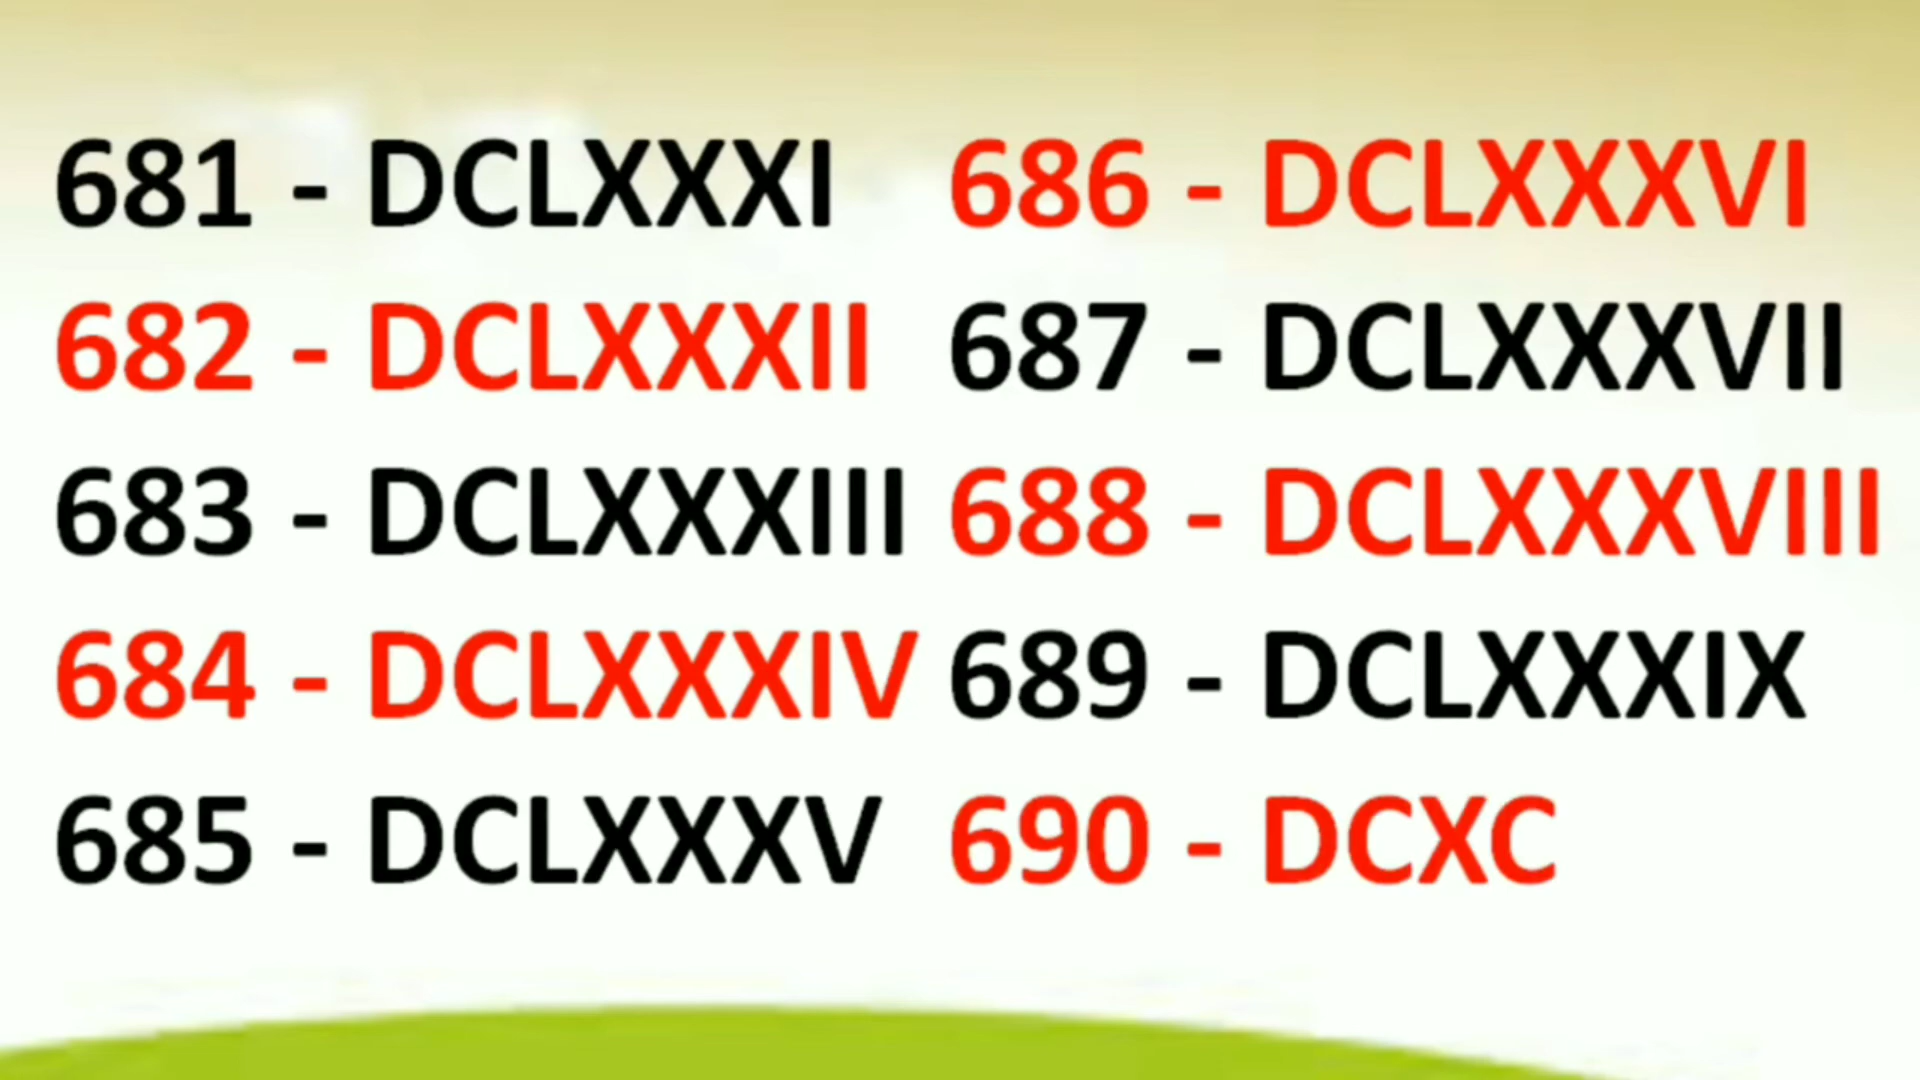 681 - DCLXXXI
682 - DCLXXXII
683 - DCLXXXIII
684 - DCLXXXIV
685 - DCLXXXV
686 - DCLXXXVI
687 - DCLXXXVII
688 - DCLXXXVIII
689 - DCLXXXIX
690 - DCXC